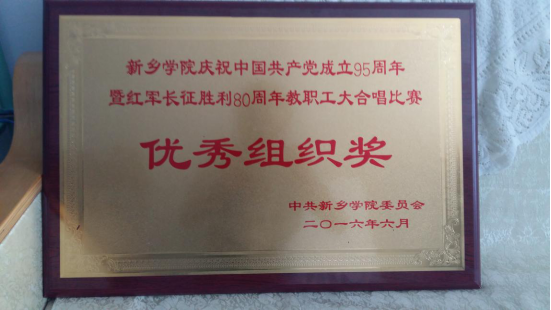 新乡学院庆祝中国共产党成立95周年
暨红军长征胜利80周年教职工大合唱比赛
优秀组织奖
中共新乡学院委员会
二〇一六年六月